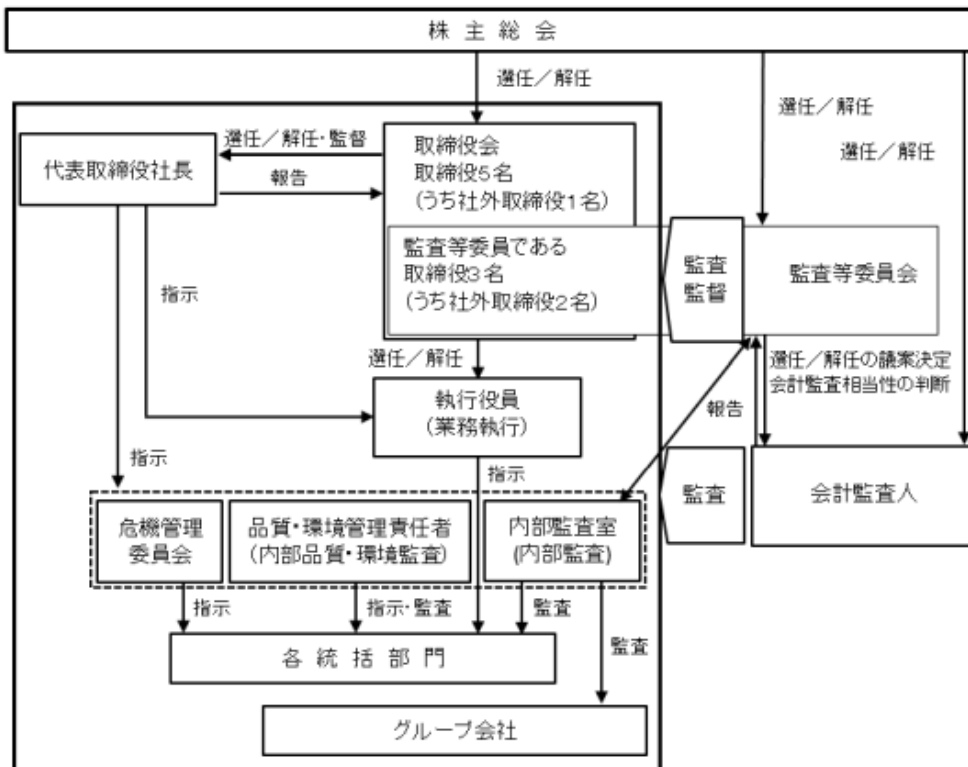 株主総会
選任／解任
選任／解任
選任／解任
代表取締役社長
選任／解任・監督
報告
取締役会
取締役5名
(うち社外取締役1名)
監査等委員である
取締役3名
(うち社外取締役2名)
監査
監督
監査等委員会
指示
選任／解任
選任／解任の議案決定
会計監査相当性の判断
執行役員
(業務執行)
報告
指示
指示
監査
会計監査人
危機管理
委員会
品質・環境管理責任者
(内部品質・環境監査)
内部監査室
(内部監査)
指示
指示・監査
監査
監査
各統括部門
グループ会社